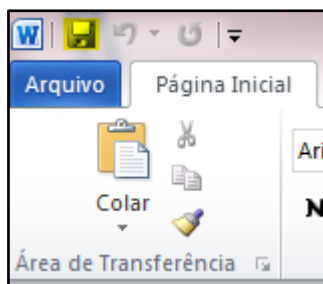 W
Arquivo Página Inicial
Colar
Ari
N
Área de Transferência